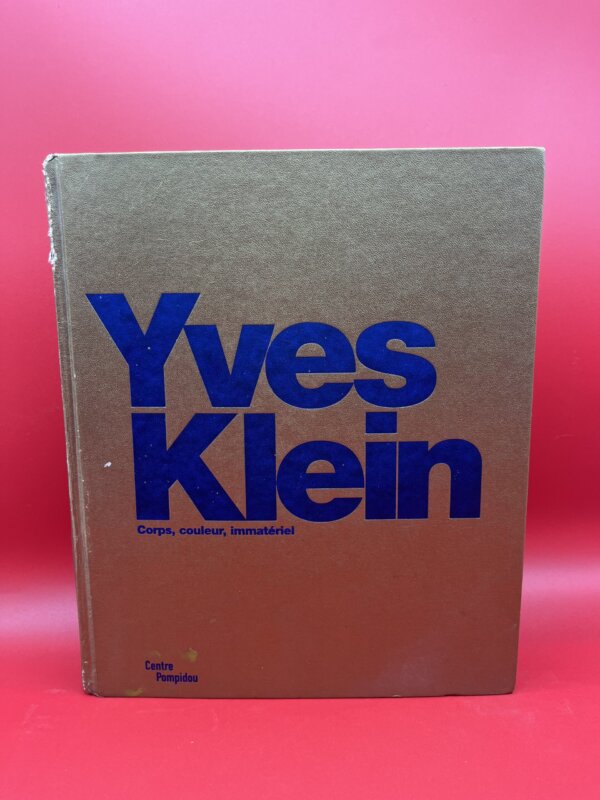 Yves
Klein
Corps, couleur, immatériel
Centre
Pompidou